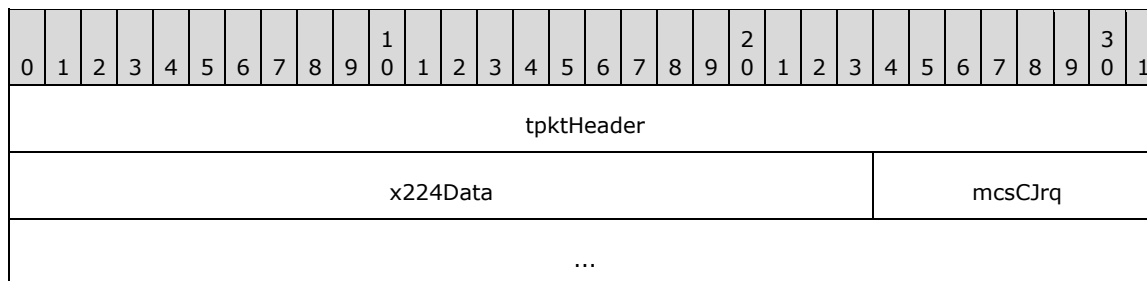 1 2 3
0 1 2 3 4 5 6 7 8 9 0 1 2 3 4 5 6 7 8 9 0 1 2 3 4 5 6 7 8 9 0 1
tpktHeader
x224Data mcsCJrq
...